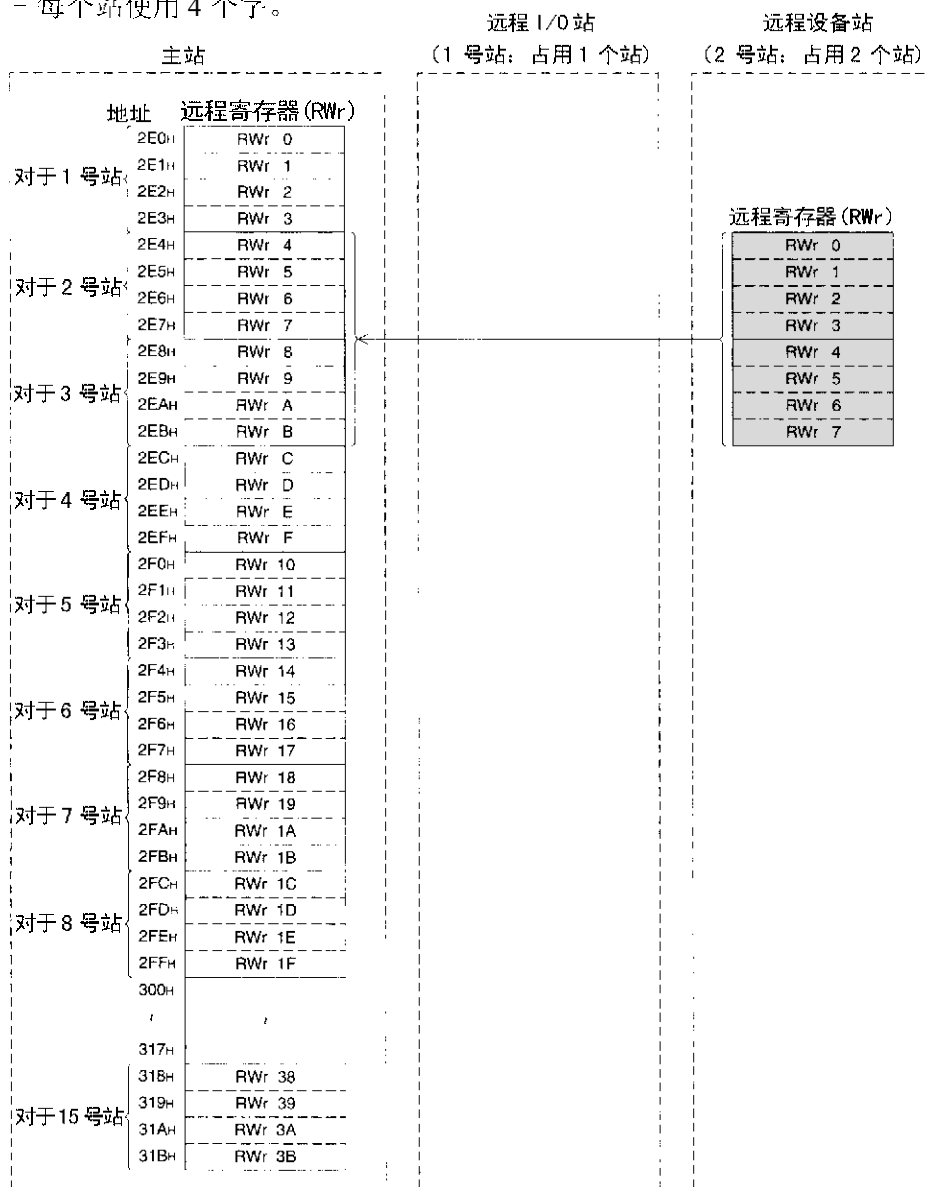 - 每个站使用 4 个字。
远程 I/O 站
远程设备站
主站
(1 号站：占用 1 个站)
(2 号站：占用 2 个站)
地址 远程寄存器(RWr)
对于 1 号站
2E0H RWr 0
2E1H RWr 1
2E2H RWr 2
2E3H RWr 3
对于 2 号站
2E4H RWr 4
2E5H RWr 5
2E6H RWr 6
2E7H RWr 7
对于 3 号站
2E8H RWr 8
2E9H RWr 9
2EAH RWr A
2EBH RWr B
对于 4 号站
2ECH RWr C
2EDH RWr D
2EEH RWr E
2EFH RWr F
对于 5 号站
2F0H RWr 10
2F1H RWr 11
2F2H RWr 12
2F3H RWr 13
对于 6 号站
2F4H RWr 14
2F5H RWr 15
2F6H RWr 16
2F7H RWr 17
对于 7 号站
2F8H RWr 18
2F9H RWr 19
2FAH RWr 1A
2FBH RWr 1B
对于 8 号站
2FCH RWr 1C
2FDH RWr 1D
2FEH RWr 1E
2FFH RWr 1F
300H
≀ ≀
317H
对于 15 号站
318H RWr 38
319H RWr 39
31AH RWr 3A
31BH RWr 3B
远程寄存器(RWr)
RWr 0
RWr 1
RWr 2
RWr 3
RWr 4
RWr 5
RWr 6
RWr 7